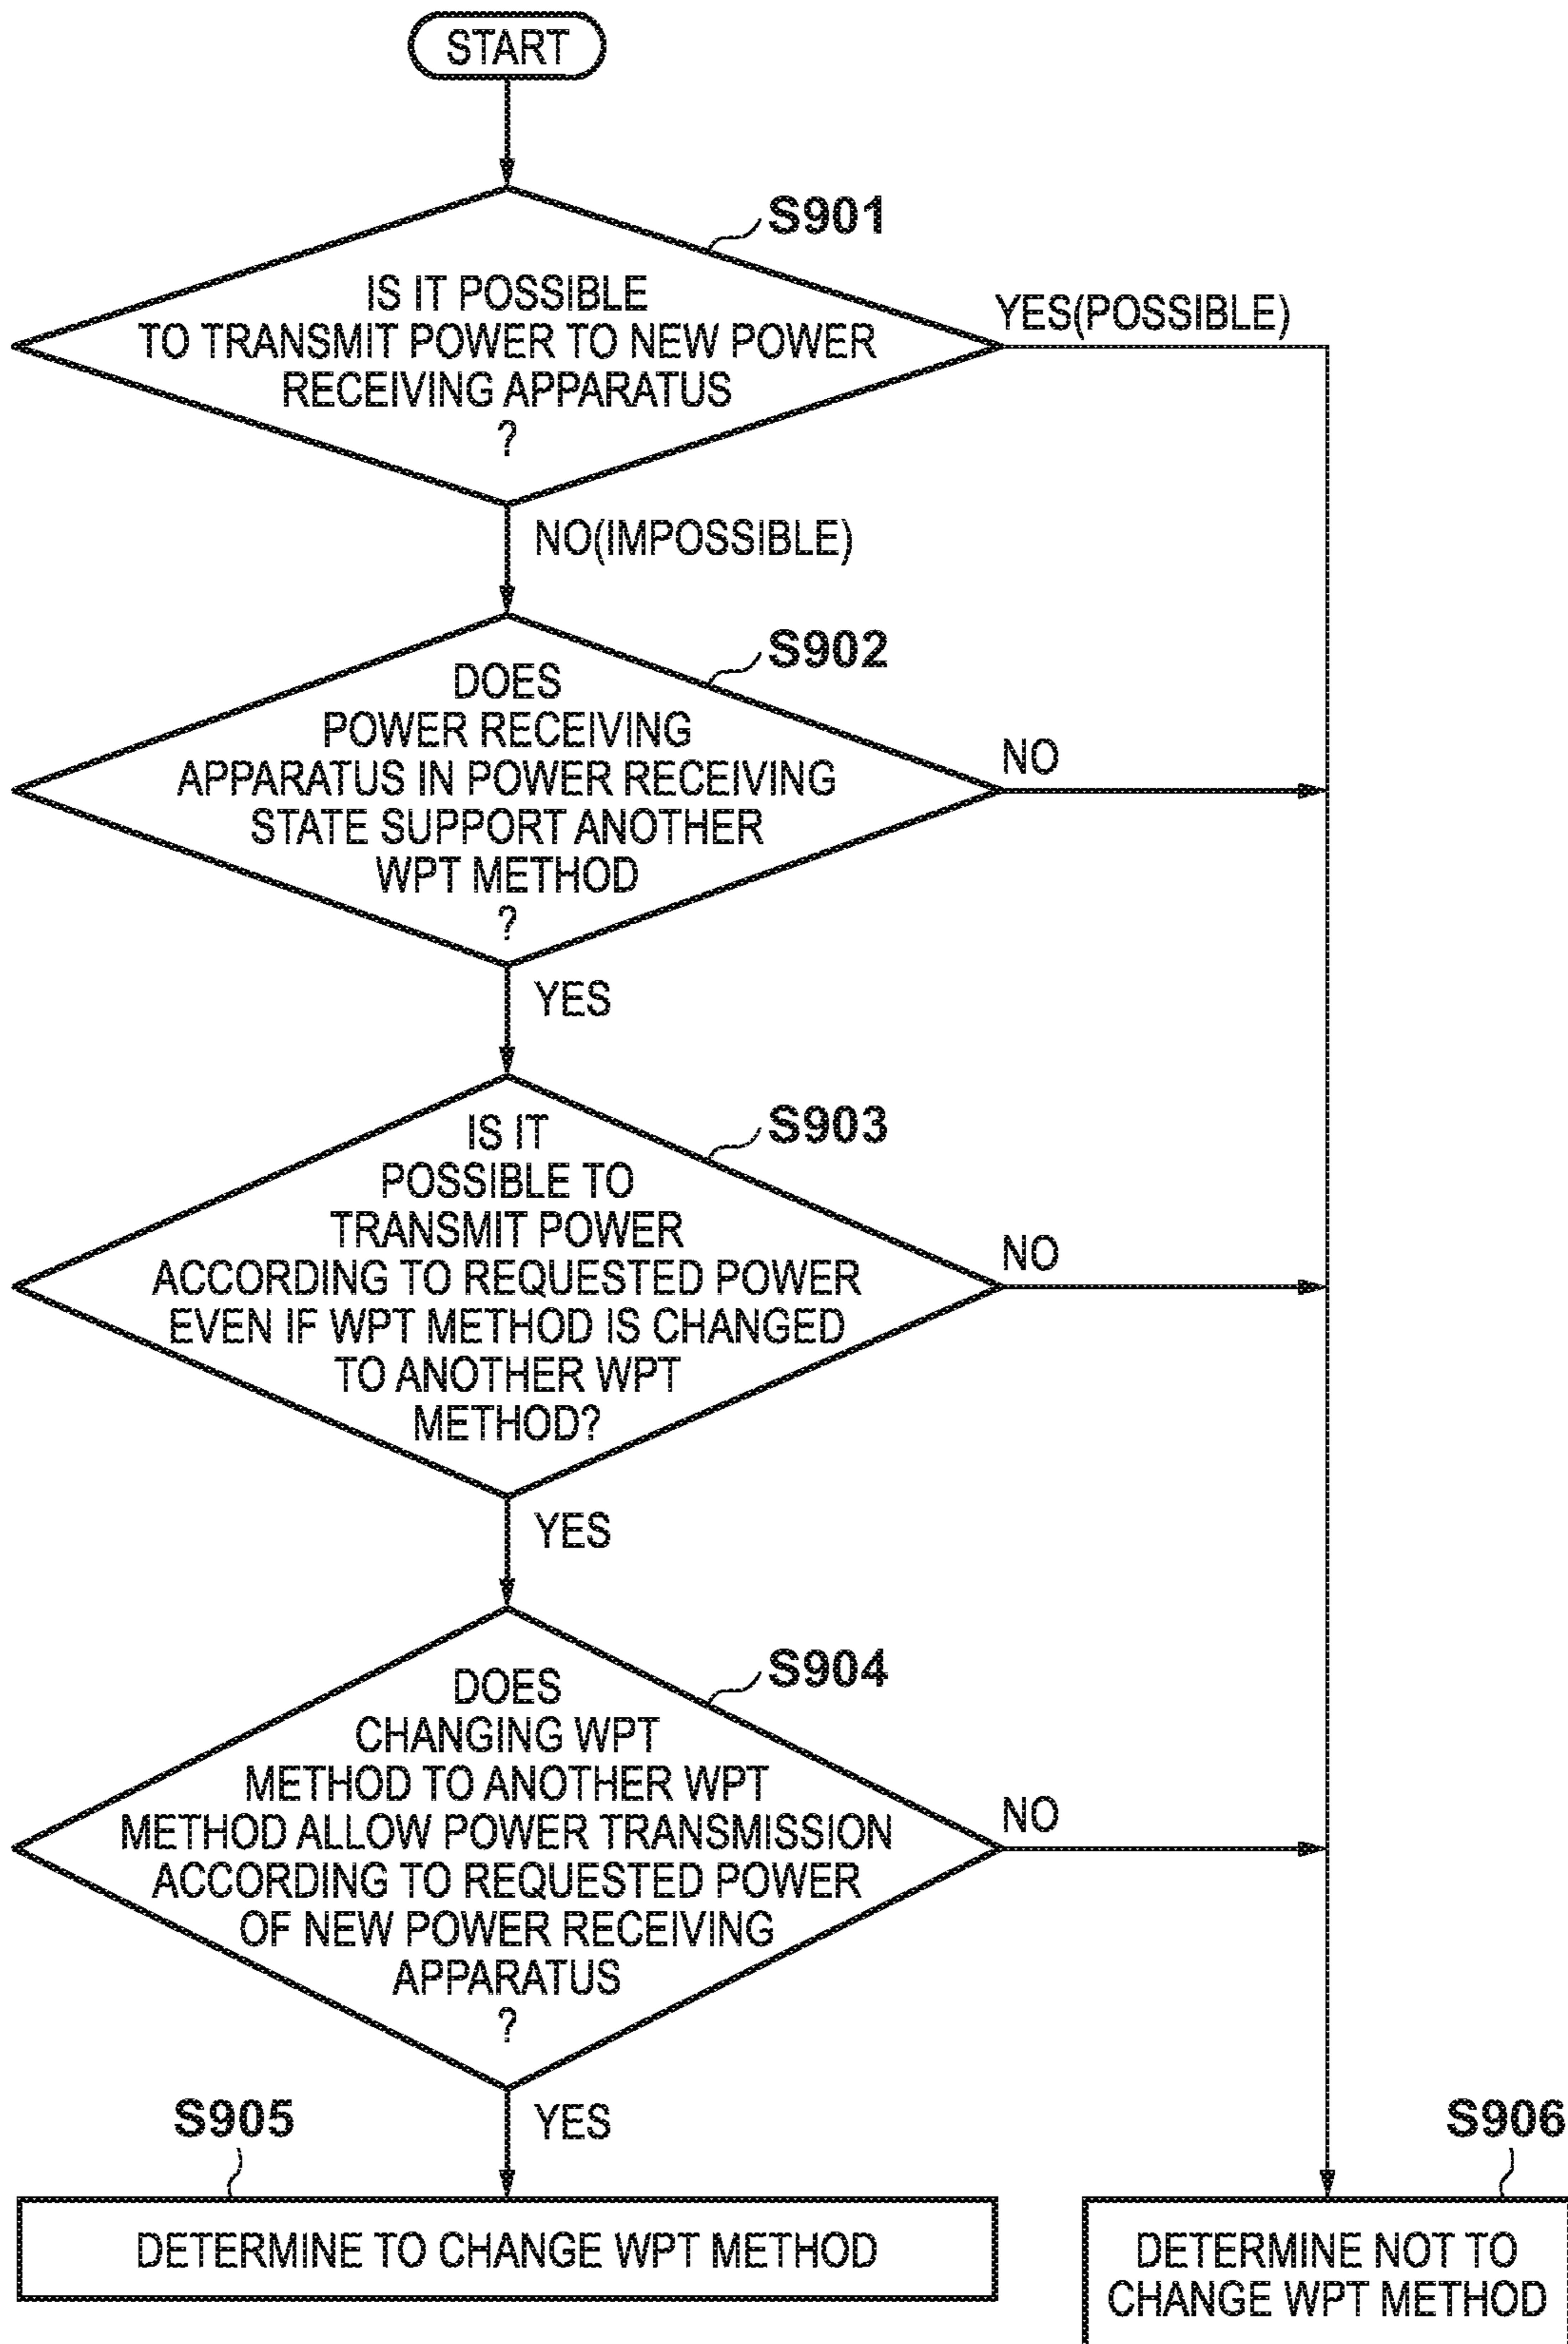 START
S901
IS IT POSSIBLE
TO TRANSMIT POWER TO NEW POWER
RECEIVING APPARATUS
?
YES(POSSIBLE)
NO(IMPOSSIBLE)
S902
DOES
POWER RECEIVING
APPARATUS IN POWER RECEIVING
STATE SUPPORT ANOTHER
WPT METHOD
?
NO
YES
S903
IS IT
POSSIBLE TO
TRANSMIT POWER
ACCORDING TO REQUESTED POWER
EVEN IF WPT METHOD IS CHANGED
TO ANOTHER WPT
METHOD?
NO
YES
S904
DOES
CHANGING WPT
METHOD TO ANOTHER WPT
METHOD ALLOW POWER TRANSMISSION
ACCORDING TO REQUESTED POWER
OF NEW POWER RECEIVING
APPARATUS
?
NO
YES
S905
DETERMINE TO CHANGE WPT METHOD
S906
DETERMINE NOT TO
CHANGE WPT METHOD